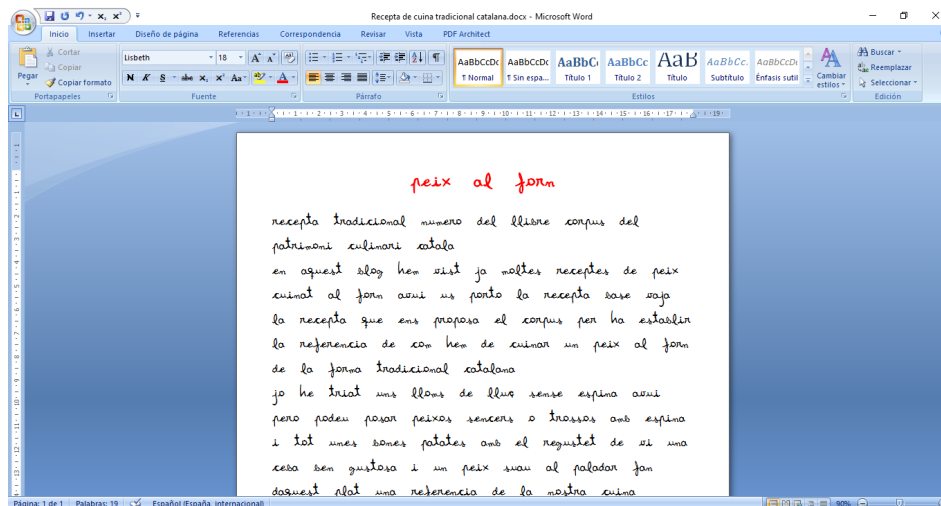 Recepta de cuina tradicional catalana.docx - Microsoft Word
Inicio Insertar Diseño de página Referencias Correspondencia Revisar Vista PDF Architect
Pegar
Cortar
Copiar
Copiar formato
Portapapeles
Lisbeth 18
N K S abc x₂ x² Aa
Fuente
Párrafo
AaBbCcDc AaBbCcDc AaBbC AaBbCc AaB AaBbCc. AaBbCcDc
¶ Normal ¶ Sin espa... Título 1 Título 2 Título Subtítulo Énfasis sutil
Cambiar estilos
Estilos
Buscar
Reemplazar
Seleccionar
Edición
peix al forn
recepta tradicional numero del llibre corpus del
patrimoni culinari catala
en aquest blog hem vist ja moltes receptes de peix
cuinat al forn avui us porto la recepta base vaja
la recepta que ens proposa el corpus per ha establir
la referencia de com hem de cuinar un peix al forn
de la forma tradicional catalana
jo he triat uns lloms de lluç sense espina avui
pero podeu posar peixos sencers o trossos amb espina
i tot unes bones patates amb el regustet de vi una
ceba ben gustosa i un peix suau al paladar fan
daquest plat una referencia de la nostra cuina
Página: 1 de 1 Palabras: 19 Español (España, internacional) 90%